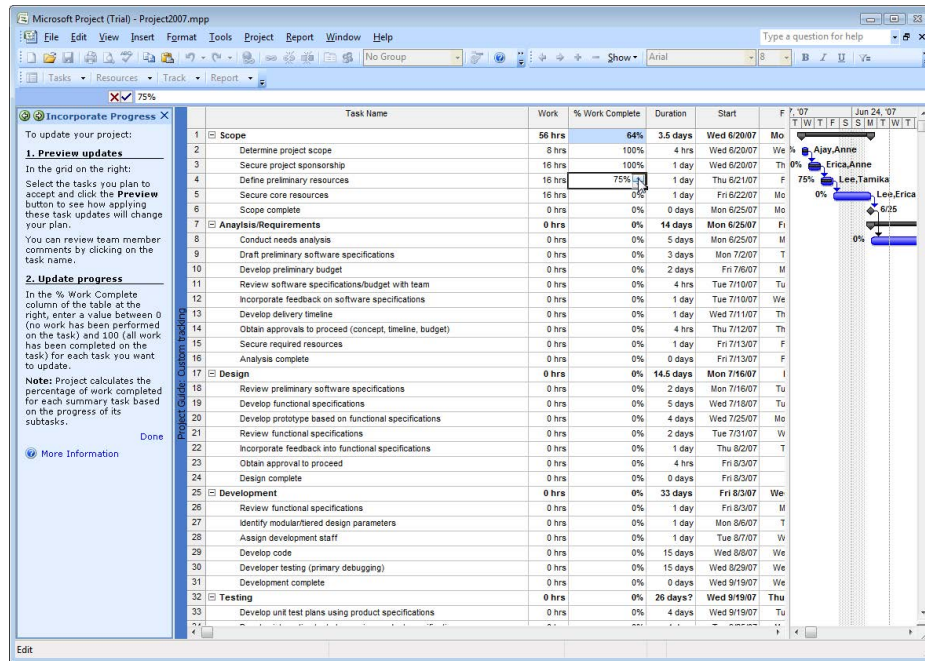 Microsoft Project (Trial) - Project2007.mpp
File Edit View Insert Format Tools Project Report Window Help
Type a question for help
No Group Show Arial 8 B I U
Tasks Resources Track Report
75%
Incorporate Progress
To update your project:
1. Preview updates
In the grid on the right:
Select the tasks you plan to
accept and click the Preview
button to see how applying
these task updates will change
your plan.
You can review team member
comments by clicking on the
task name.
2. Update progress
In the % Work Complete
column of the table at the
right, enter a value between 0
(no work has been performed
on the task) and 100 (all work
has been completed on the
task) for each task you want
to update.
Note: Project calculates the
percentage of work completed
for each summary task based
on the progress of its
subtasks.
Done
More Information
Project Guide: Custom tracking
Task Name Work % Work Complete Duration Start F
1 Scope 56 hrs 64% 3.5 days Wed 6/20/07 Mo
2 Determine project scope 8 hrs 100% 4 hrs Wed 6/20/07 We
3 Secure project sponsorship 16 hrs 100% 1 day Wed 6/20/07 Th
4 Define preliminary resources 16 hrs 75% 1 day Thu 6/21/07 F
5 Secure core resources 16 hrs 0% 1 day Fri 6/22/07 Mo
6 Scope complete 0 hrs 0% 0 days Mon 6/25/07 Mo
7 Anaylsis/Requirements 0 hrs 0% 14 days Mon 6/25/07 Fr
8 Conduct needs analysis 0 hrs 0% 5 days Mon 6/25/07 M
9 Draft preliminary software specifications 0 hrs 0% 3 days Mon 7/2/07 T
10 Develop preliminary budget 0 hrs 0% 2 days Fri 7/6/07 M
11 Review software specifications/budget with team 0 hrs 0% 4 hrs Tue 7/10/07 Tu
12 Incorporate feedback on software specifications 0 hrs 0% 1 day Tue 7/10/07 We
13 Develop delivery timeline 0 hrs 0% 1 day Wed 7/11/07 Th
14 Obtain approvals to proceed (concept, timeline, budget) 0 hrs 0% 4 hrs Thu 7/12/07 Th
15 Secure required resources 0 hrs 0% 1 day Fri 7/13/07 F
16 Analysis complete 0 hrs 0% 0 days Fri 7/13/07 F
17 Design 0 hrs 0% 14.5 days Mon 7/16/07
18 Review preliminary software specifications 0 hrs 0% 2 days Mon 7/16/07 Tu
19 Develop functional specifications 0 hrs 0% 5 days Wed 7/18/07 Tu
20 Develop prototype based on functional specifications 0 hrs 0% 4 days Wed 7/25/07 Mo
21 Review functional specifications 0 hrs 0% 2 days Tue 7/31/07 W
22 Incorporate feedback into functional specifications 0 hrs 0% 1 day Thu 8/2/07 T
23 Obtain approval to proceed 0 hrs 0% 4 hrs Fri 8/3/07
24 Design complete 0 hrs 0% 0 days Fri 8/3/07
25 Development 0 hrs 0% 33 days Fri 8/3/07 We
26 Review functional specifications 0 hrs 0% 1 day Fri 8/3/07 M
27 Identify modular/tiered design parameters 0 hrs 0% 1 day Mon 8/6/07 T
28 Assign development staff 0 hrs 0% 1 day Tue 8/7/07 W
29 Develop code 0 hrs 0% 15 days Wed 8/8/07 We
30 Developer testing (primary debugging) 0 hrs 0% 15 days Wed 8/29/07 We
31 Development complete 0 hrs 0% 0 days Wed 9/19/07 We
32 Testing 0 hrs 0% 26 days? Wed 9/19/07 Thu
33 Develop unit test plans using product specifications 0 hrs 0% 4 days Wed 9/19/07 Tu
7, '07 Jun 24, '07
T W T F S S M T W T
% Ajay,Anne
0% Erica,Anne
75% Lee,Tamika
0% Lee,Erica
6/25
0%
Edit